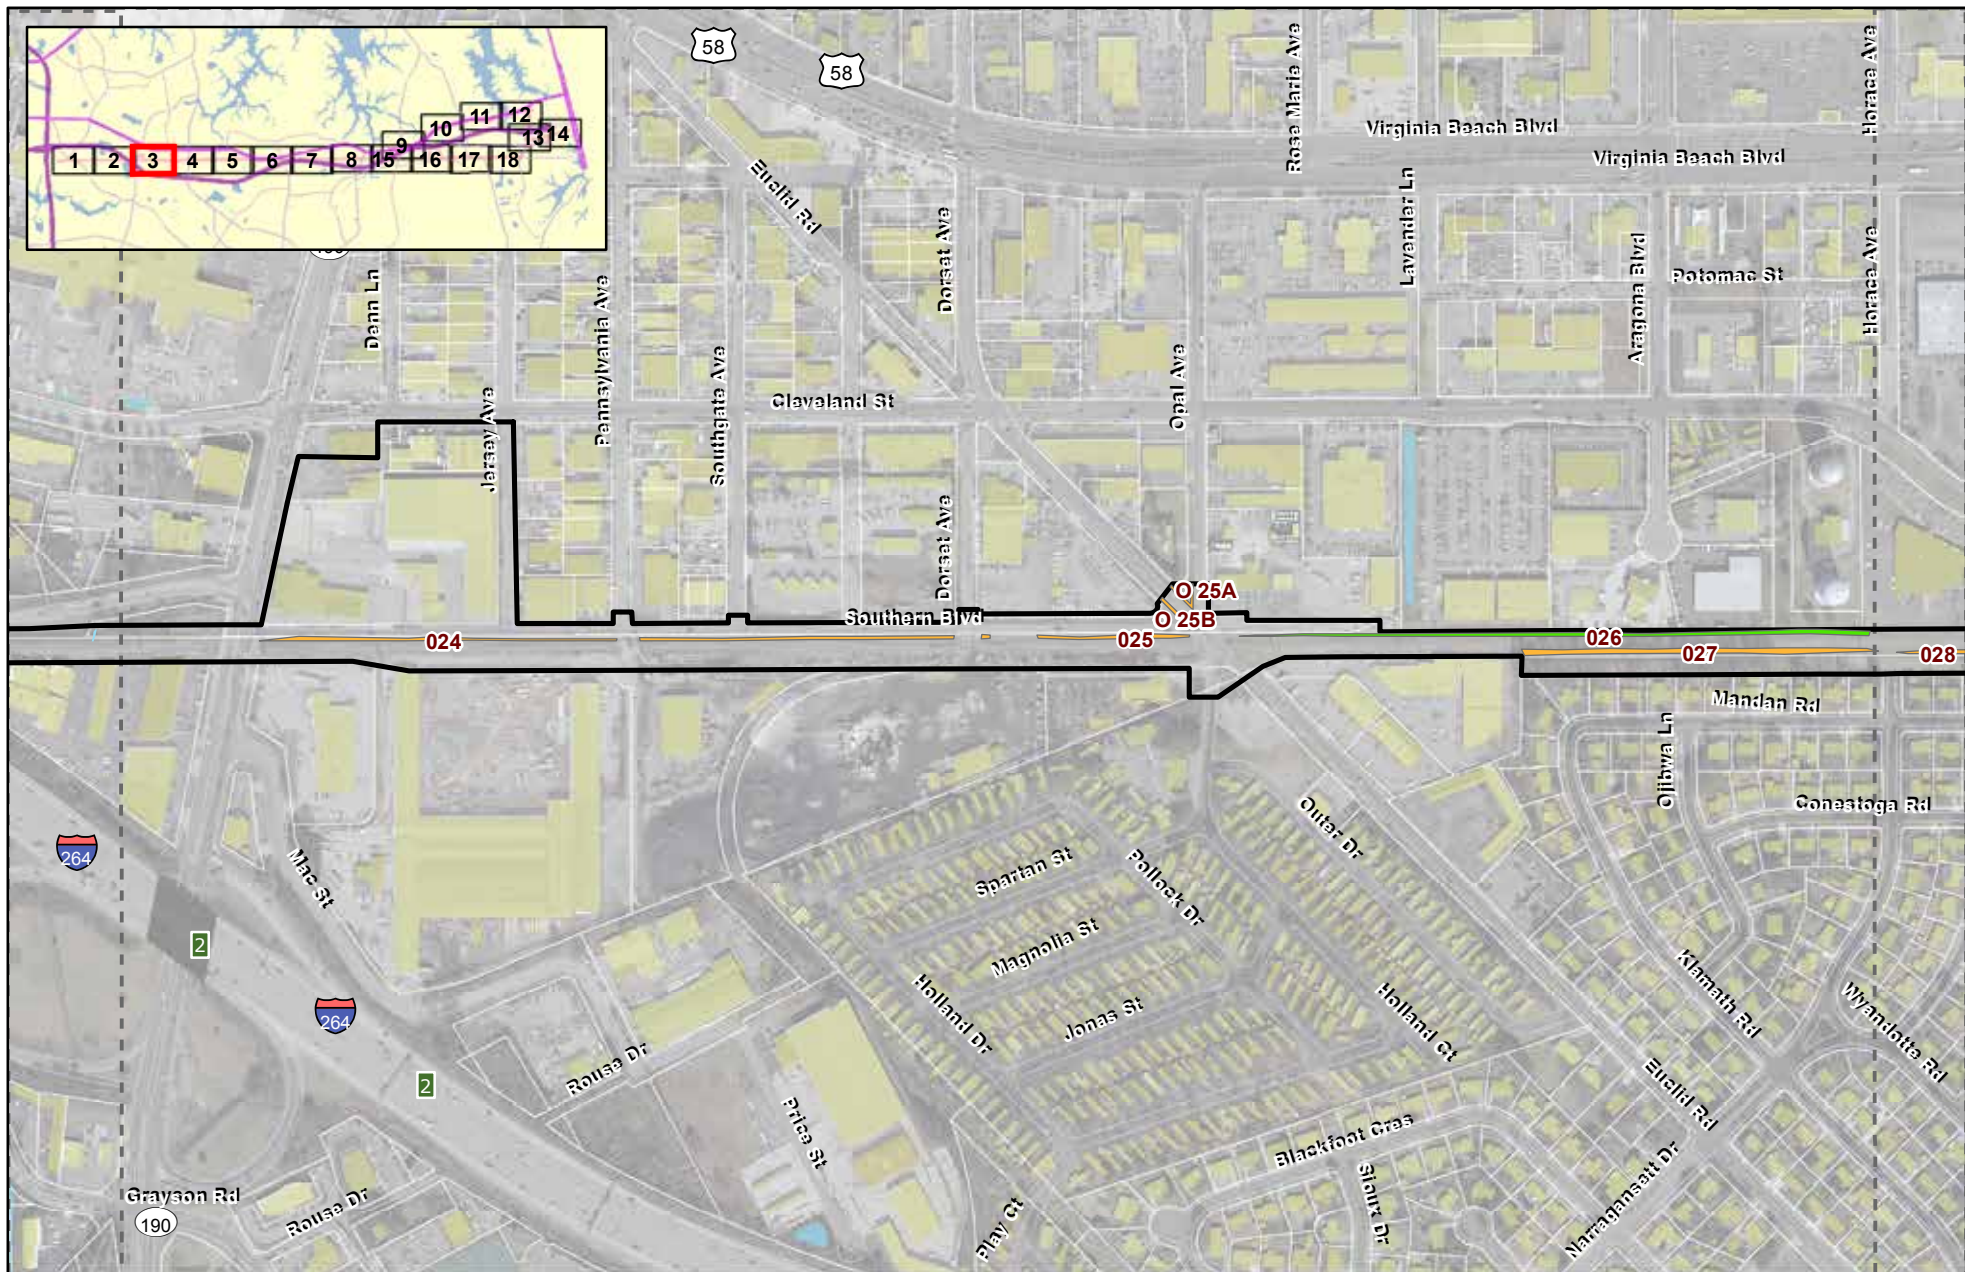 58
58
Rose Marie Ave
Horace Ave
Virginia Beach Blvd
Virginia Beach Blvd
11
12
10
14
13
9
1
2
3
4
5
6
7
8
15
16
17
18
Euclid Rd
Lavender Ln
Dorset Ave
Aragona Blvd
Potomac St
Horace Ave
Denn Ln
Pennsylvania Ave
Southgate Ave
Opal Ave
Jersey Ave
Cleveland St
Dorset Ave
O 25A
Southern Blvd
O 25B
024
025
026
027
028
Mandan Rd
Ojibwa Ln
Conestoga Rd
Outer Dr
264
Mac St
Spartan St
Pollock Dr
2
Magnolia St
Klamath Rd
Wyandotte Rd
264
Holland Dr
Jonas St
Holland Ct
2
Rouse Dr
Euclid Rd
Price St
Blackfoot Cres
Grayson Rd
Rouse Dr
190
Play Ct
Sioux Dr
Narragansett Dr